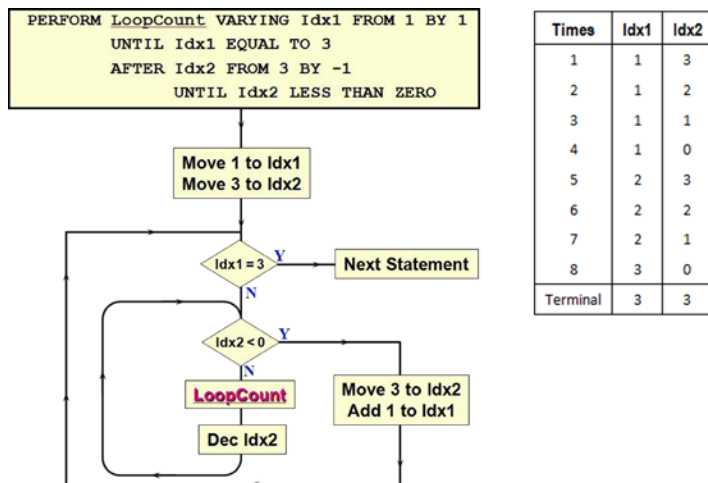 PERFORM LoopCount VARYING Idx1 FROM 1 BY 1
UNTIL Idx1 EQUAL TO 3
AFTER Idx2 FROM 3 BY -1
UNTIL Idx2 LESS THAN ZERO
Move 1 to Idx1
Move 3 to Idx2
Idx1 = 3
Y
Next Statement
N
Idx2 < 0
Y
N
LoopCount
Move 3 to Idx2
Add 1 to Idx1
Dec Idx2
Times Idx1 Idx2
1 1 3
2 1 2
3 1 1
4 1 0
5 2 3
6 2 2
7 2 1
8 3 0
Terminal 3 3